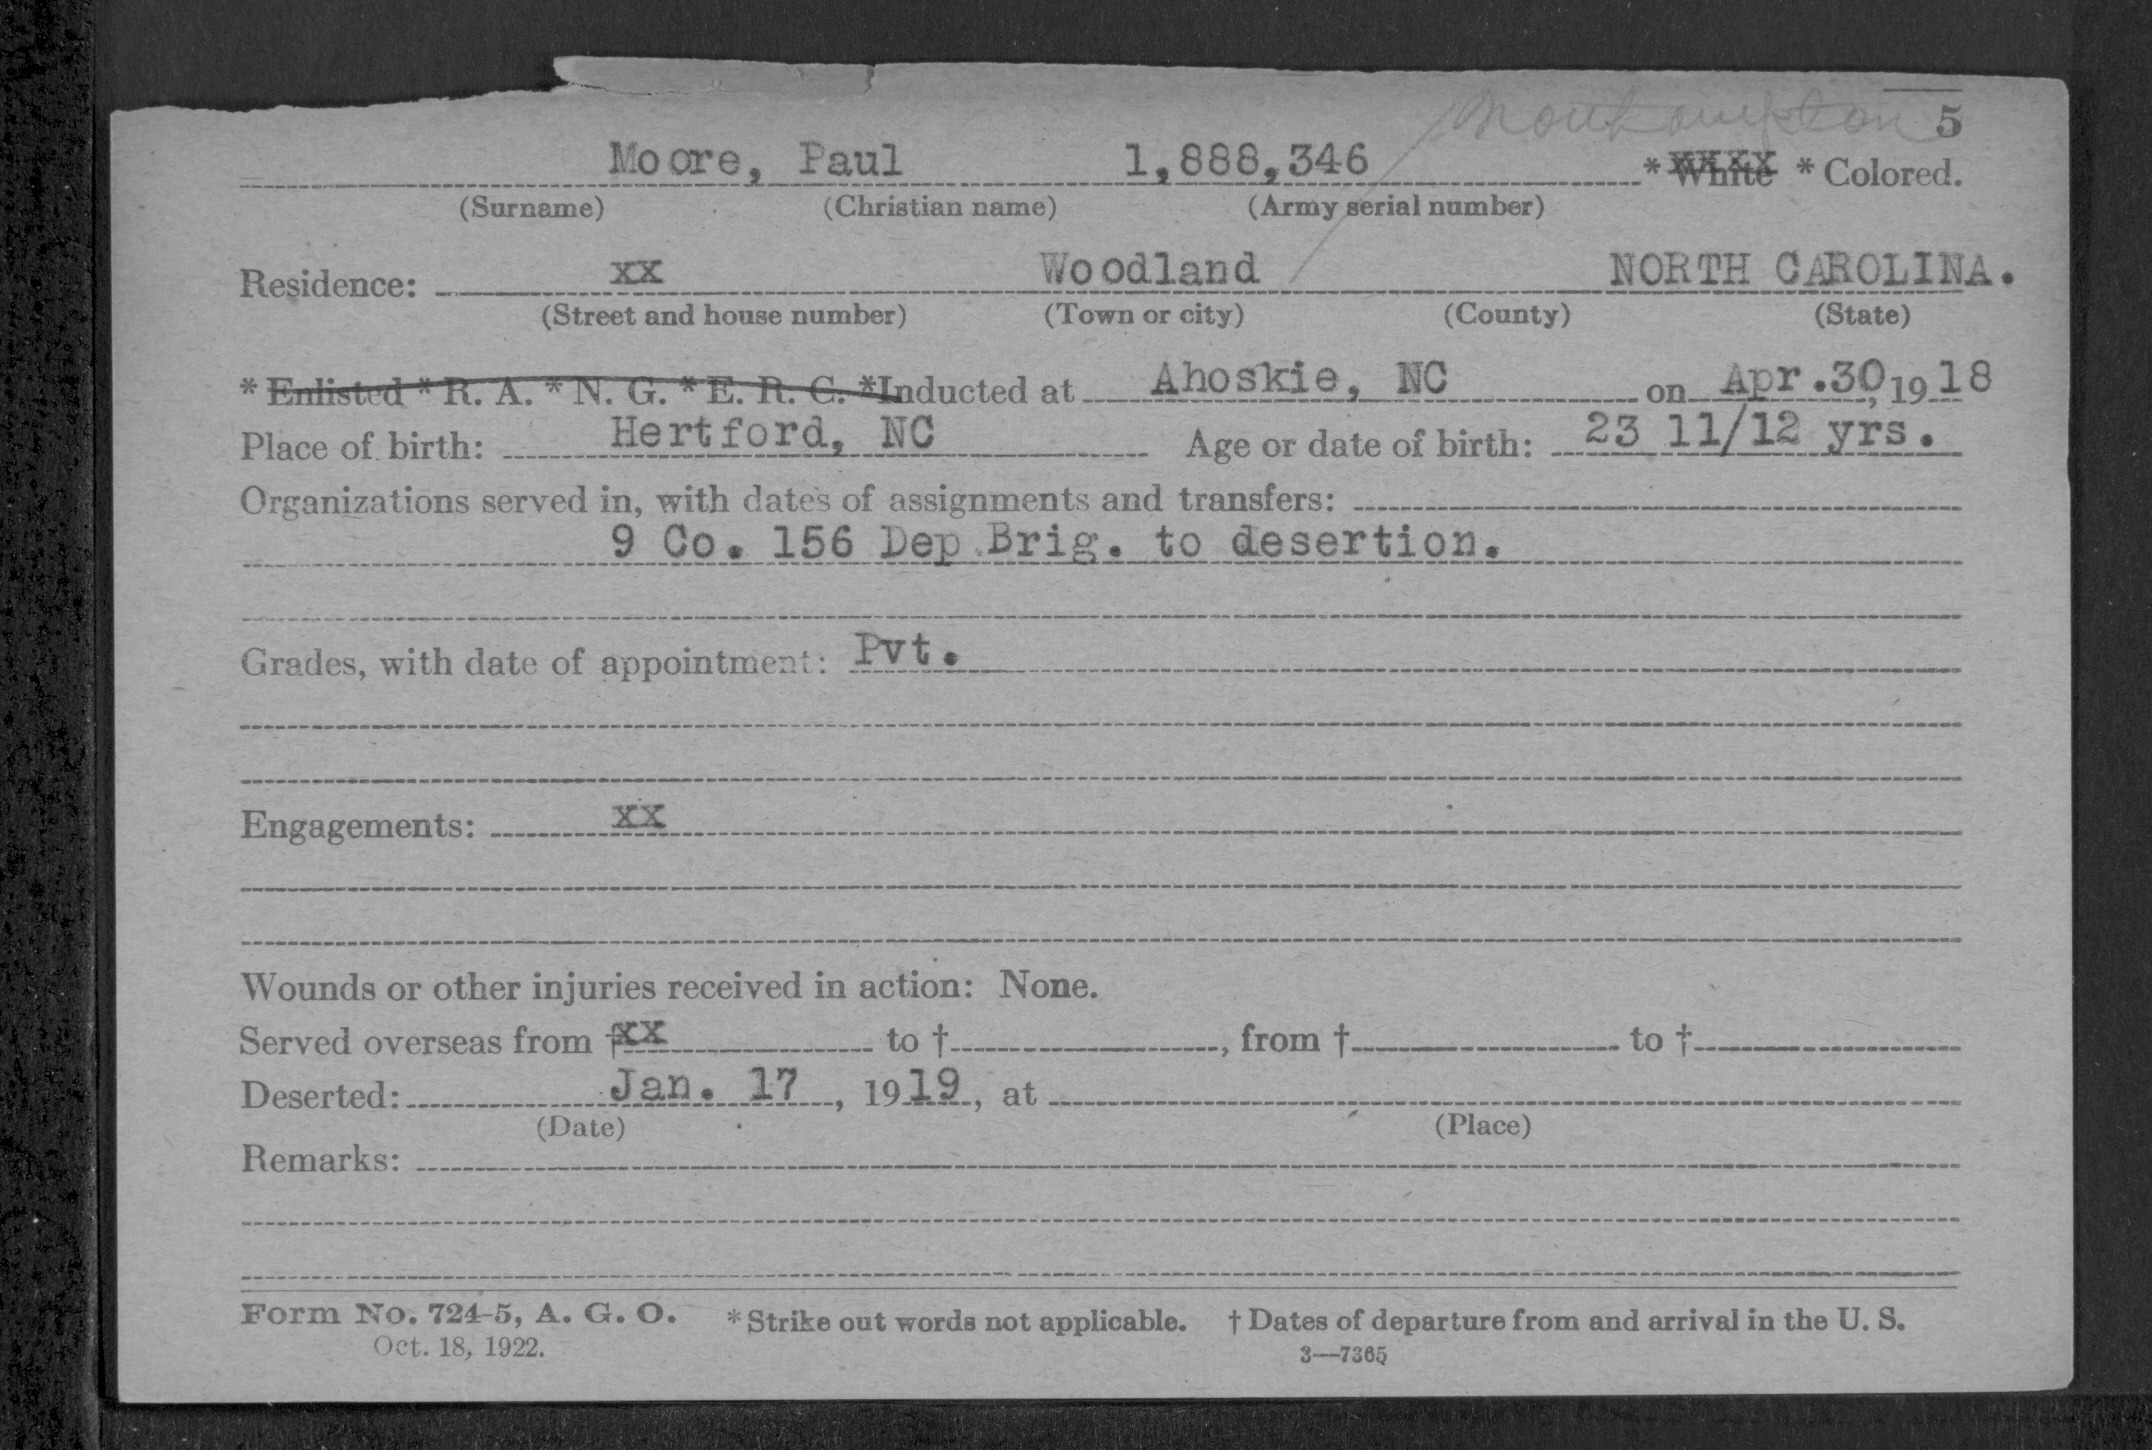 Northampton 5
Moore, Paul 1,888,346 * White * Colored.
(Surname) (Christian name) (Army serial number)
Residence: xx Woodland NORTH CAROLINA.
(Street and house number) (Town or city) (County) (State)
* Enlisted * R. A. * N. G. * E. R. C. *Inducted at Ahoskie, NC on Apr.30, 1918
Place of birth: Hertford, NC Age or date of birth: 23 11/12 yrs.
Organizations served in, with dates of assignments and transfers:
9 Co. 156 Dep.Brig. to desertion.
Grades, with date of appointment: Pvt.
Engagements: xx
Wounds or other injuries received in action: None.
Served overseas from †xx to †, from † to †
Deserted: Jan. 17, 1919, at
(Date) (Place)
Remarks:
Form No. 724-5, A. G. O. * Strike out words not applicable. † Dates of departure from and arrival in the U. S.
Oct. 18, 1922. 3—7365